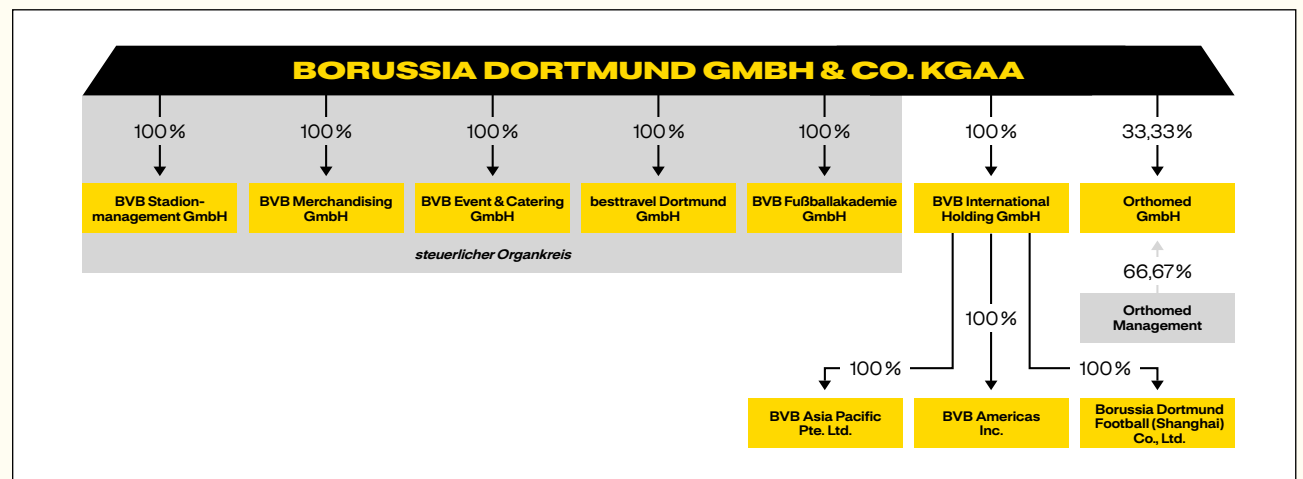 BORUSSIA DORTMUND GMBH & CO. KGAA
100 %
100 %
100 %
100 %
100 %
100 %
33,33 %
BVB Stadion-
management GmbH
BVB Merchandising
GmbH
BVB Event & Catering
GmbH
besttravel Dortmund
GmbH
BVB Fußballakademie
GmbH
BVB International
Holding GmbH
Orthomed
GmbH
steuerlicher Organkreis
66,67 %
Orthomed
Management
100 %
100 %
100 %
BVB Asia Pacific
Pte. Ltd.
BVB Americas
Inc.
Borussia Dortmund
Football (Shanghai)
Co., Ltd.